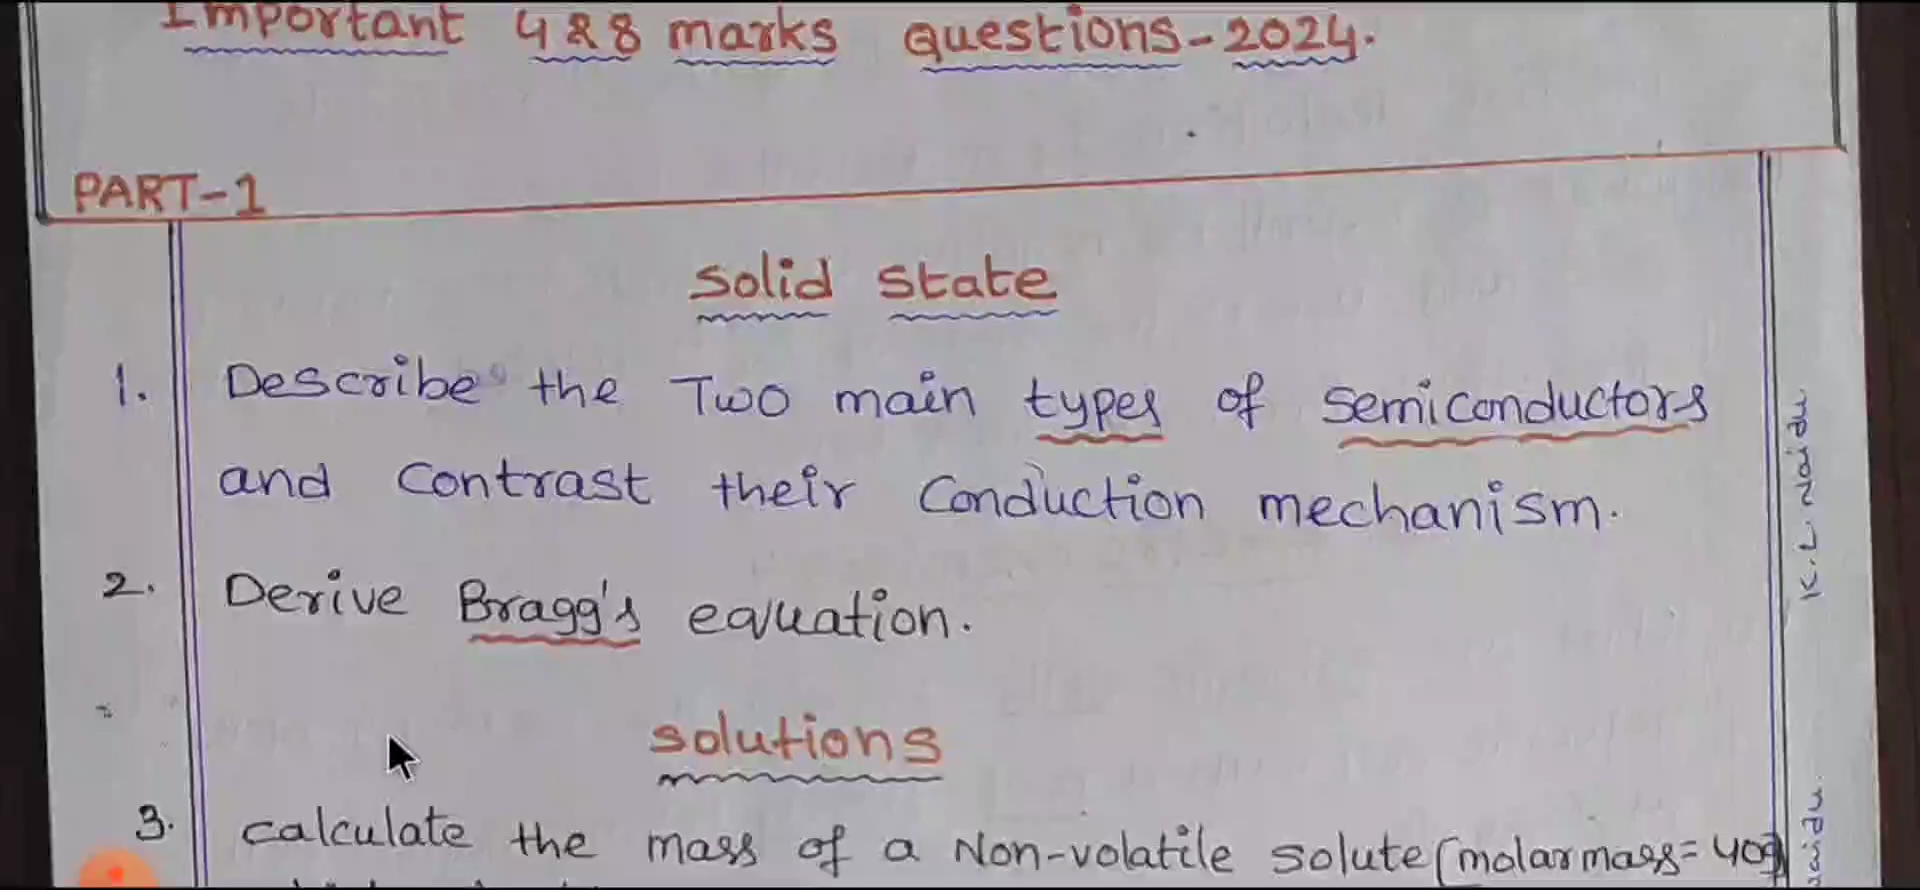 Important 4 & 8 marks Questions-2024.
PART-1
Solid State
1. Describe the Two main types of Semiconductors
and Contrast their Conduction mechanism.
2. Derive Bragg's equation.
Solutions
3. Calculate the mass of a Non-volatile solute (molar mass = 40g
K.L Naidu